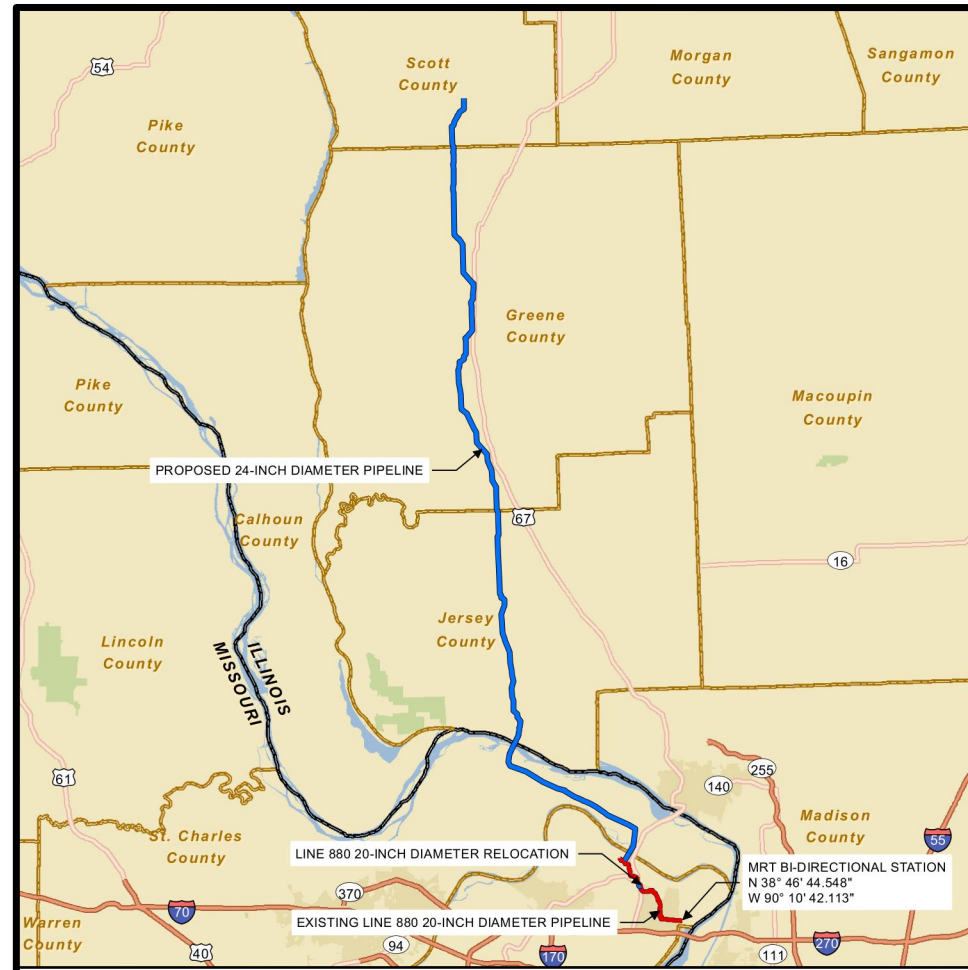 54
Scott
County
Morgan
County
Sangamon
County
Pike
County
Greene
County
Pike
County
Macoupin
County
PROPOSED 24-INCH DIAMETER PIPELINE
Calhoun
County
67
16
Jersey
County
Lincoln
County
ILLINOIS
MISSOURI
61
255
140
Madison
County
St. Charles
County
55
LINE 880 20-INCH DIAMETER RELOCATION
MRT BI-DIRECTIONAL STATION
N 38° 46' 44.548"
W 90° 10' 42.113"
370
70
EXISTING LINE 880 20-INCH DIAMETER PIPELINE
Warren
County
40
94
170
270
111